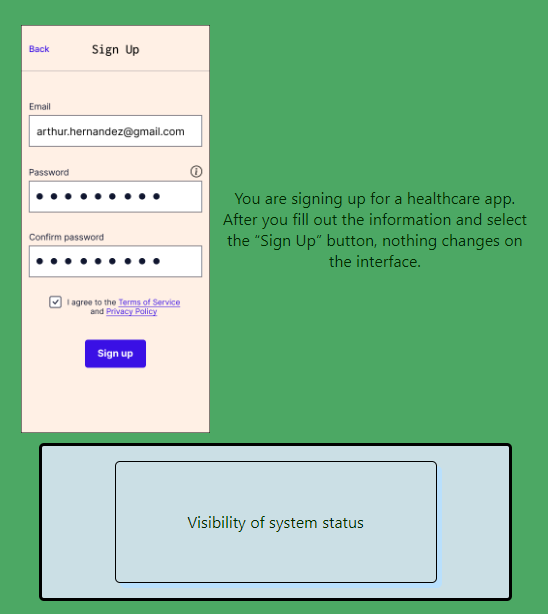 Back
Sign Up
Email
arthur.hernandez@gmail.com
Password
Confirm password
I agree to the Terms of Service
and Privacy Policy
Sign up
You are signing up for a healthcare app.
After you fill out the information and select
the “Sign Up” button, nothing changes on
the interface.
Visibility of system status